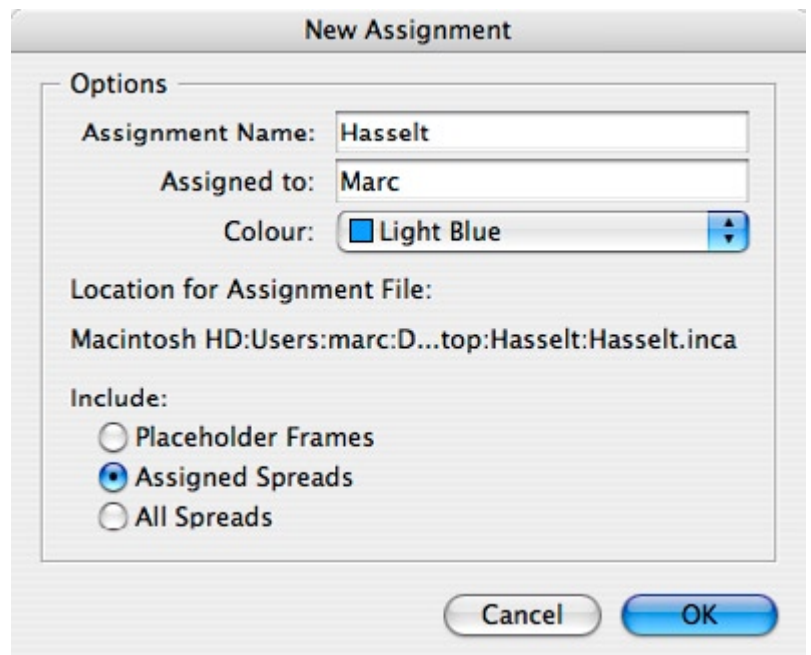 New Assignment
Options
Assignment Name: Hasselt
Assigned to: Marc
Colour: Light Blue
Location for Assignment File:
Macintosh HD:Users:marc:D...top:Hasselt:Hasselt.inca
Include:
Placeholder Frames
Assigned Spreads
All Spreads
Cancel OK